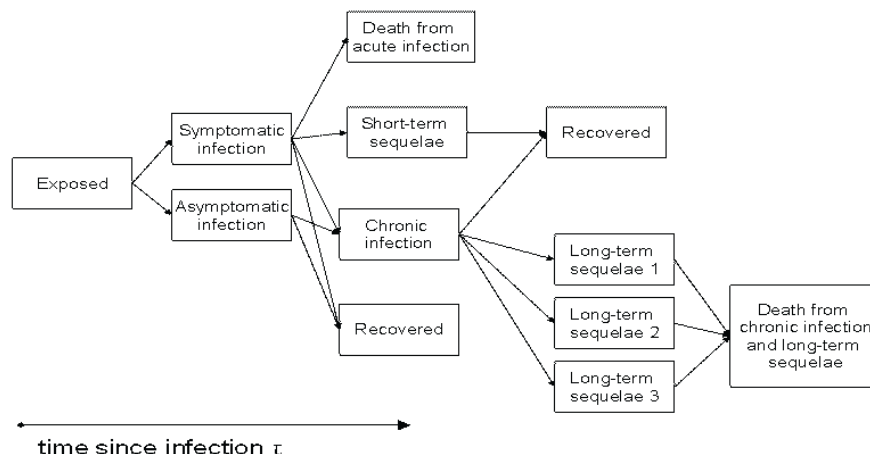 Death from
acute infection
Symptomatic
infection
Short-term
sequelae
Recovered
Exposed
Asymptomatic
infection
Chronic
infection
Long-term
sequelae 1
Long-term
sequelae 2
Death from
chronic infection
and long-term
sequelae
Recovered
Long-term
sequelae 3
time since infection τ